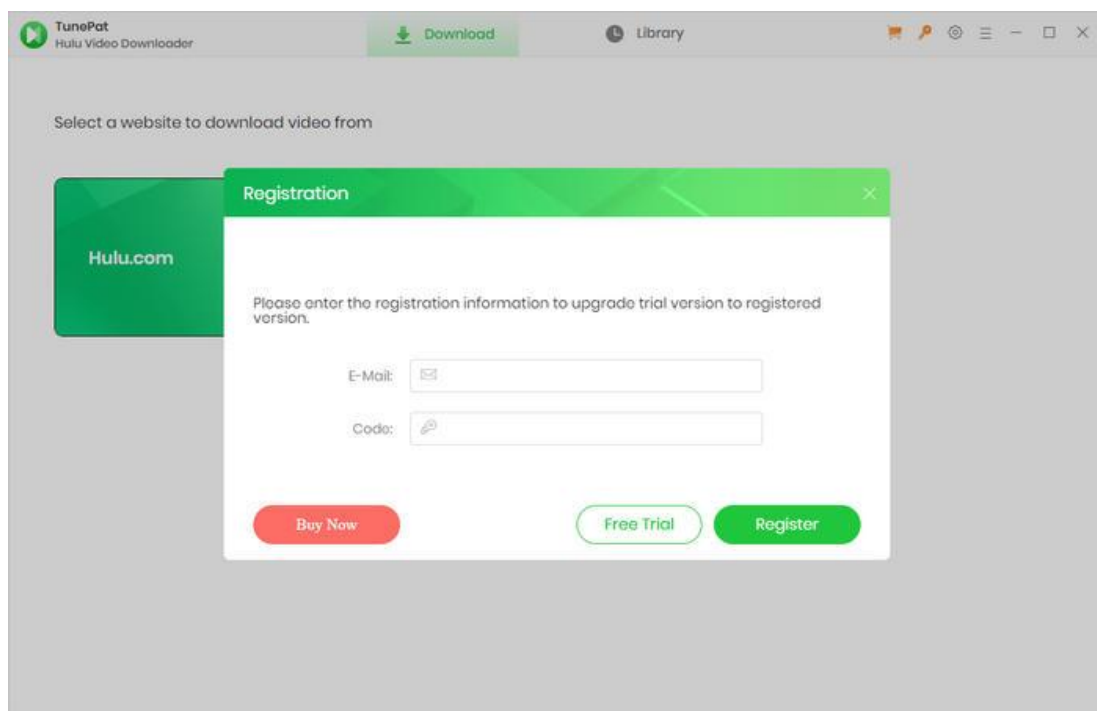 TunePat
Hulu Video Downloader
Download
Library
Select a website to download video from
Hulu.com
Registration
Please enter the registration information to upgrade trial version to registered
version.
E-Mail:
Code:
Buy Now
Free Trial
Register